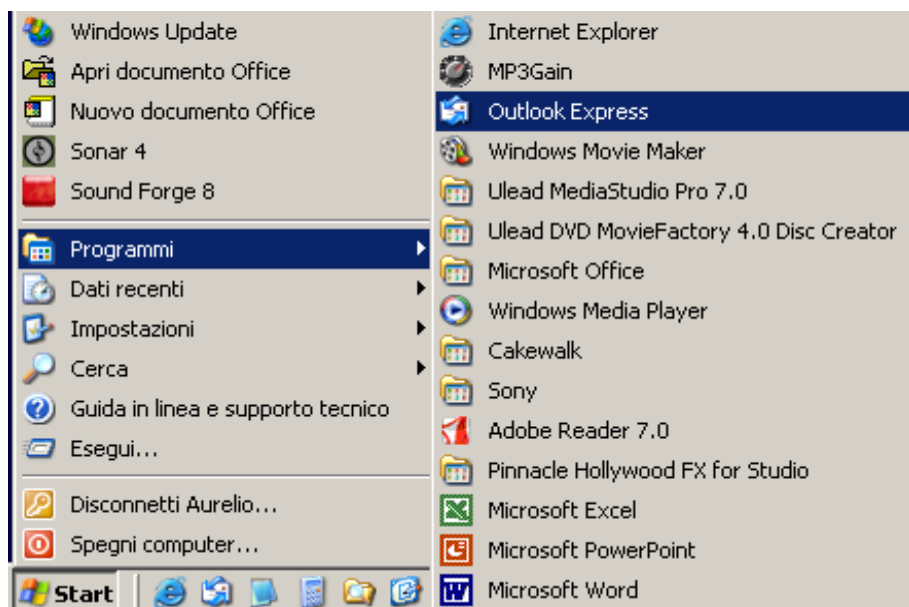 Windows Update
Apri documento Office
Nuovo documento Office
Sonar 4
Sound Forge 8
Programmi
Dati recenti
Impostazioni
Cerca
Guida in linea e supporto tecnico
Esegui...
Disconnetti Aurelio...
Spegni computer...
Start
Internet Explorer
MP3Gain
Outlook Express
Windows Movie Maker
Ulead MediaStudio Pro 7.0
Ulead DVD MovieFactory 4.0 Disc Creator
Microsoft Office
Windows Media Player
Cakewalk
Sony
Adobe Reader 7.0
Pinnacle Hollywood FX for Studio
Microsoft Excel
Microsoft PowerPoint
Microsoft Word